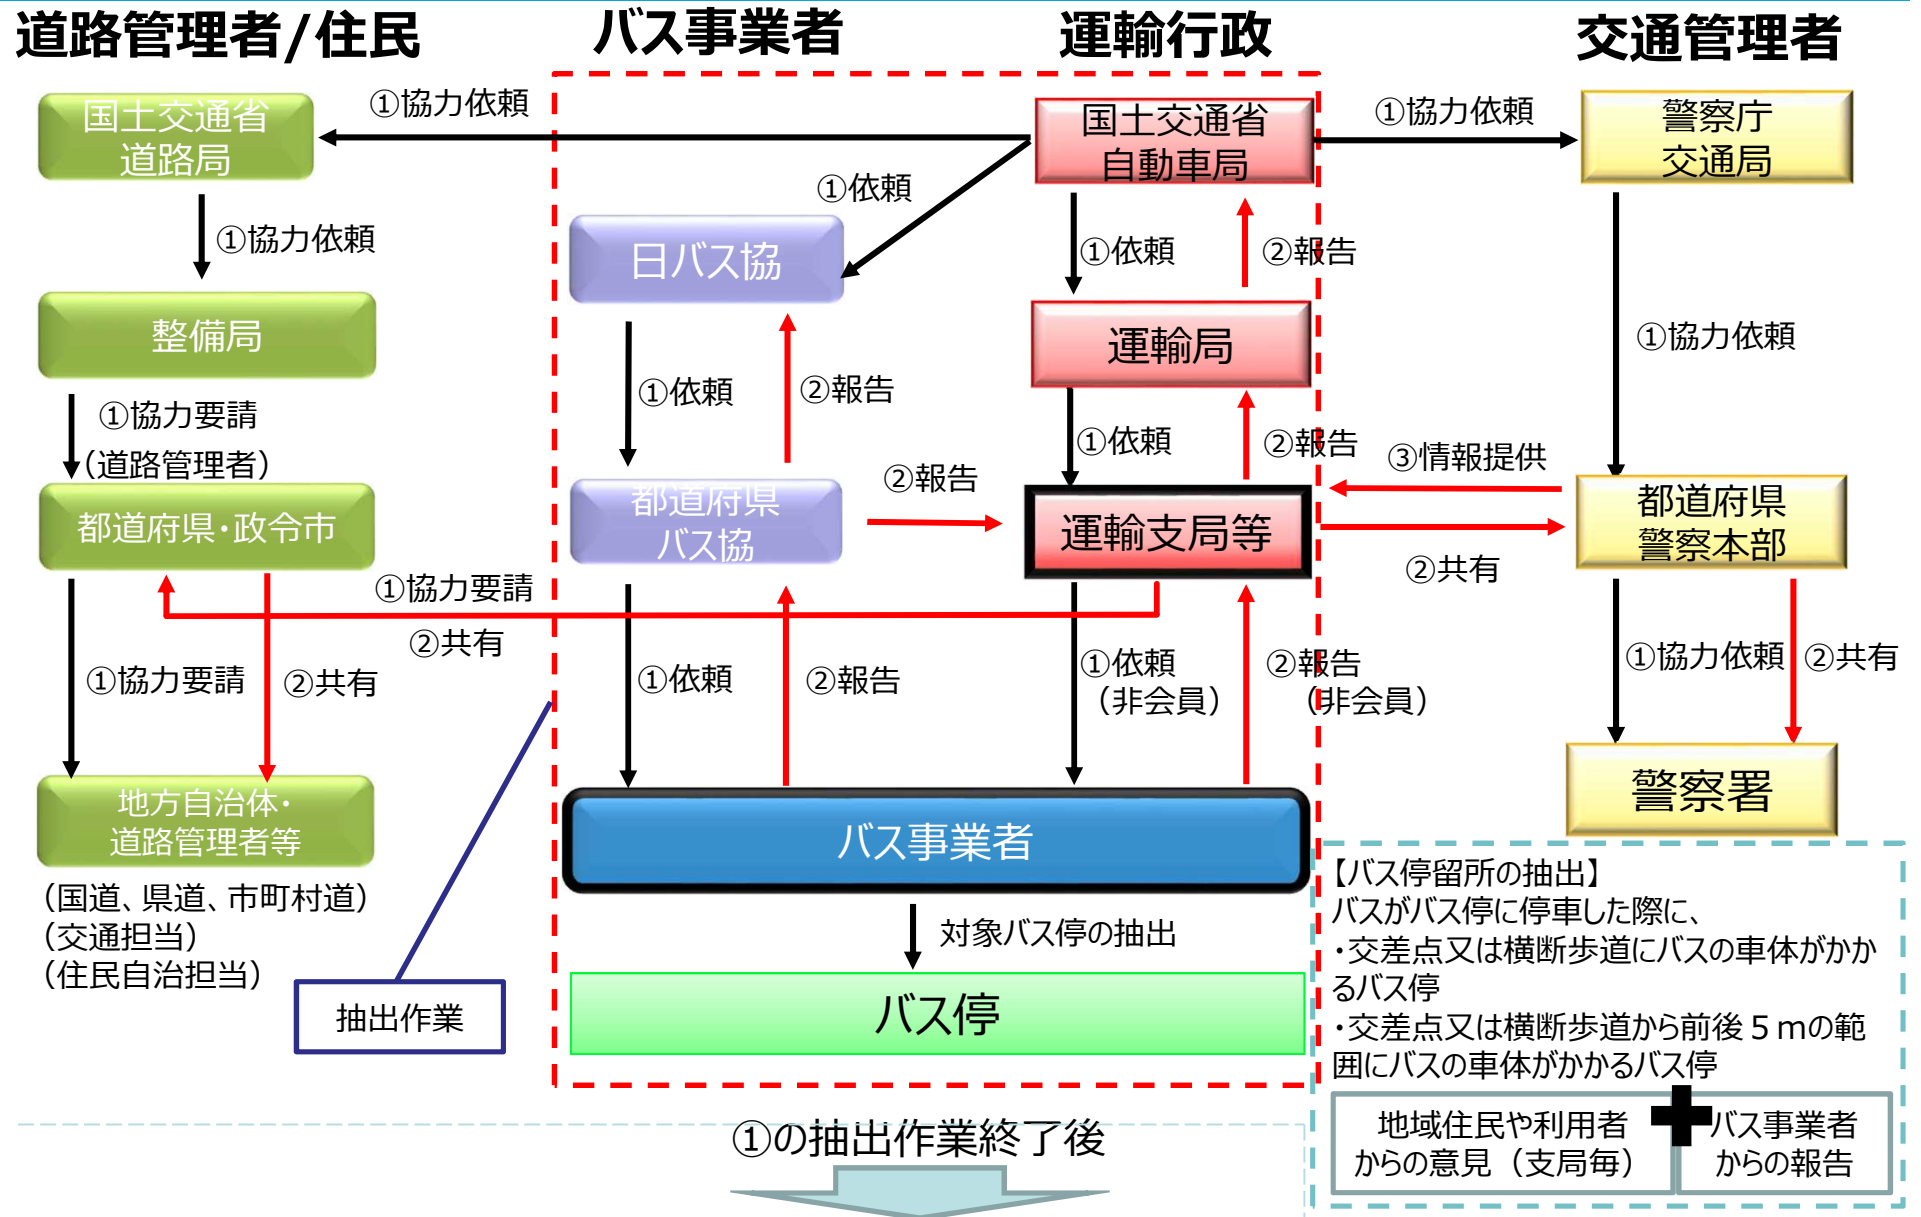 道路管理者/住民
バス事業者
運輸行政
交通管理者
国土交通省
道路局
①協力依頼
国土交通省
自動車局
①協力依頼
警察庁
交通局
①依頼
①協力依頼
日バス協
①依頼
②報告
整備局
運輸局
①協力依頼
①依頼
②報告
①協力要請
(道路管理者)
①依頼
②報告
③情報提供
②報告
都道府県・政令市
都道府県
バス協
運輸支局等
都道府県
警察本部
②共有
①協力要請
②共有
①協力要請
②共有
①依頼
②報告
①依頼
(非会員)
②報告
(非会員)
①協力依頼
②共有
地方自治体・
道路管理者等
バス事業者
警察署
(国道、県道、市町村道)
(交通担当)
(住民自治担当)
対象バス停の抽出
抽出作業
バス停
【バス停留所の抽出】
バスがバス停に停車した際に、
・交差点又は横断歩道にバスの車体がかか
るバス停
・交差点又は横断歩道から前後5mの範
囲にバスの車体がかかるバス停
地域住民や利用者
からの意見(支局毎)
バス事業者
からの報告
①の抽出作業終了後